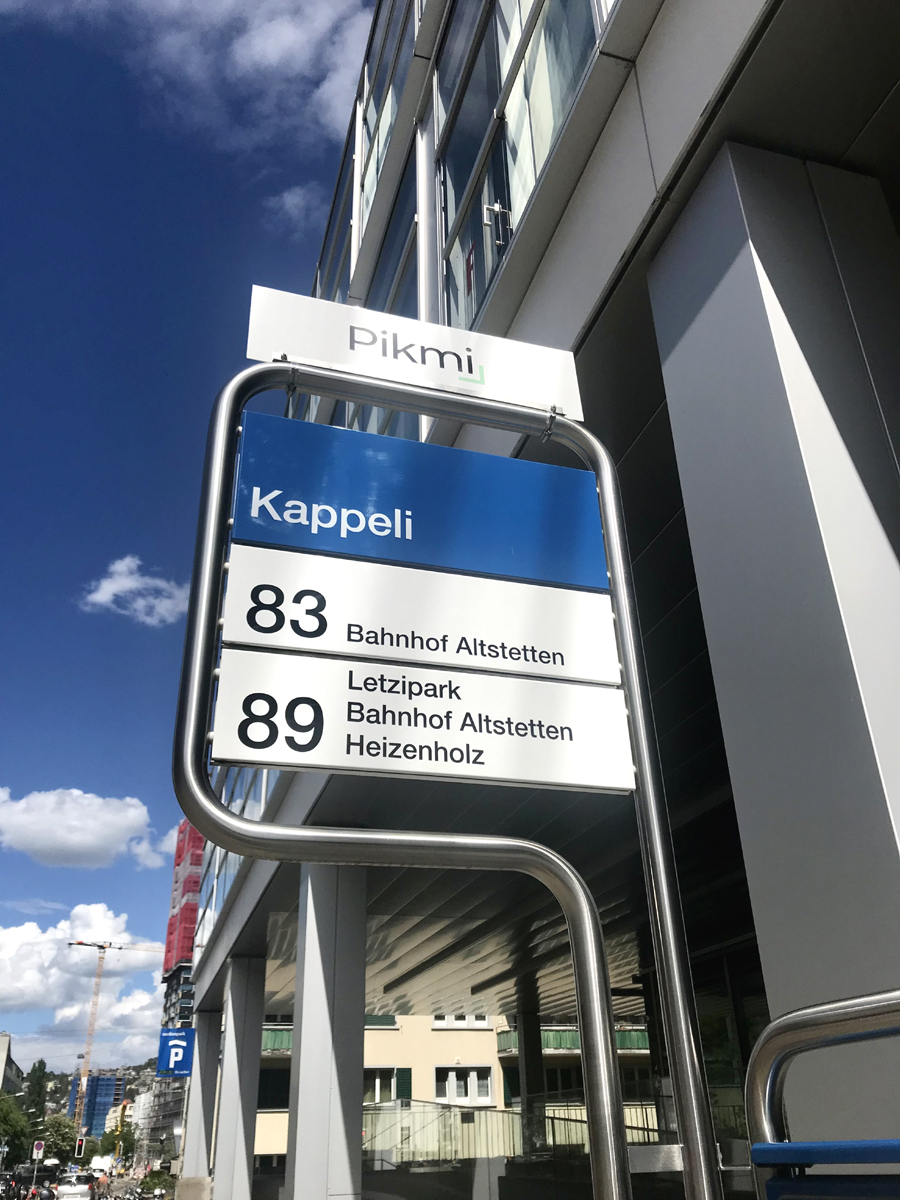 Pikmi
Kappeli
83
Bahnhof Altstetten
89
Letzipark
Bahnhof Altstetten
Heizenholz
P